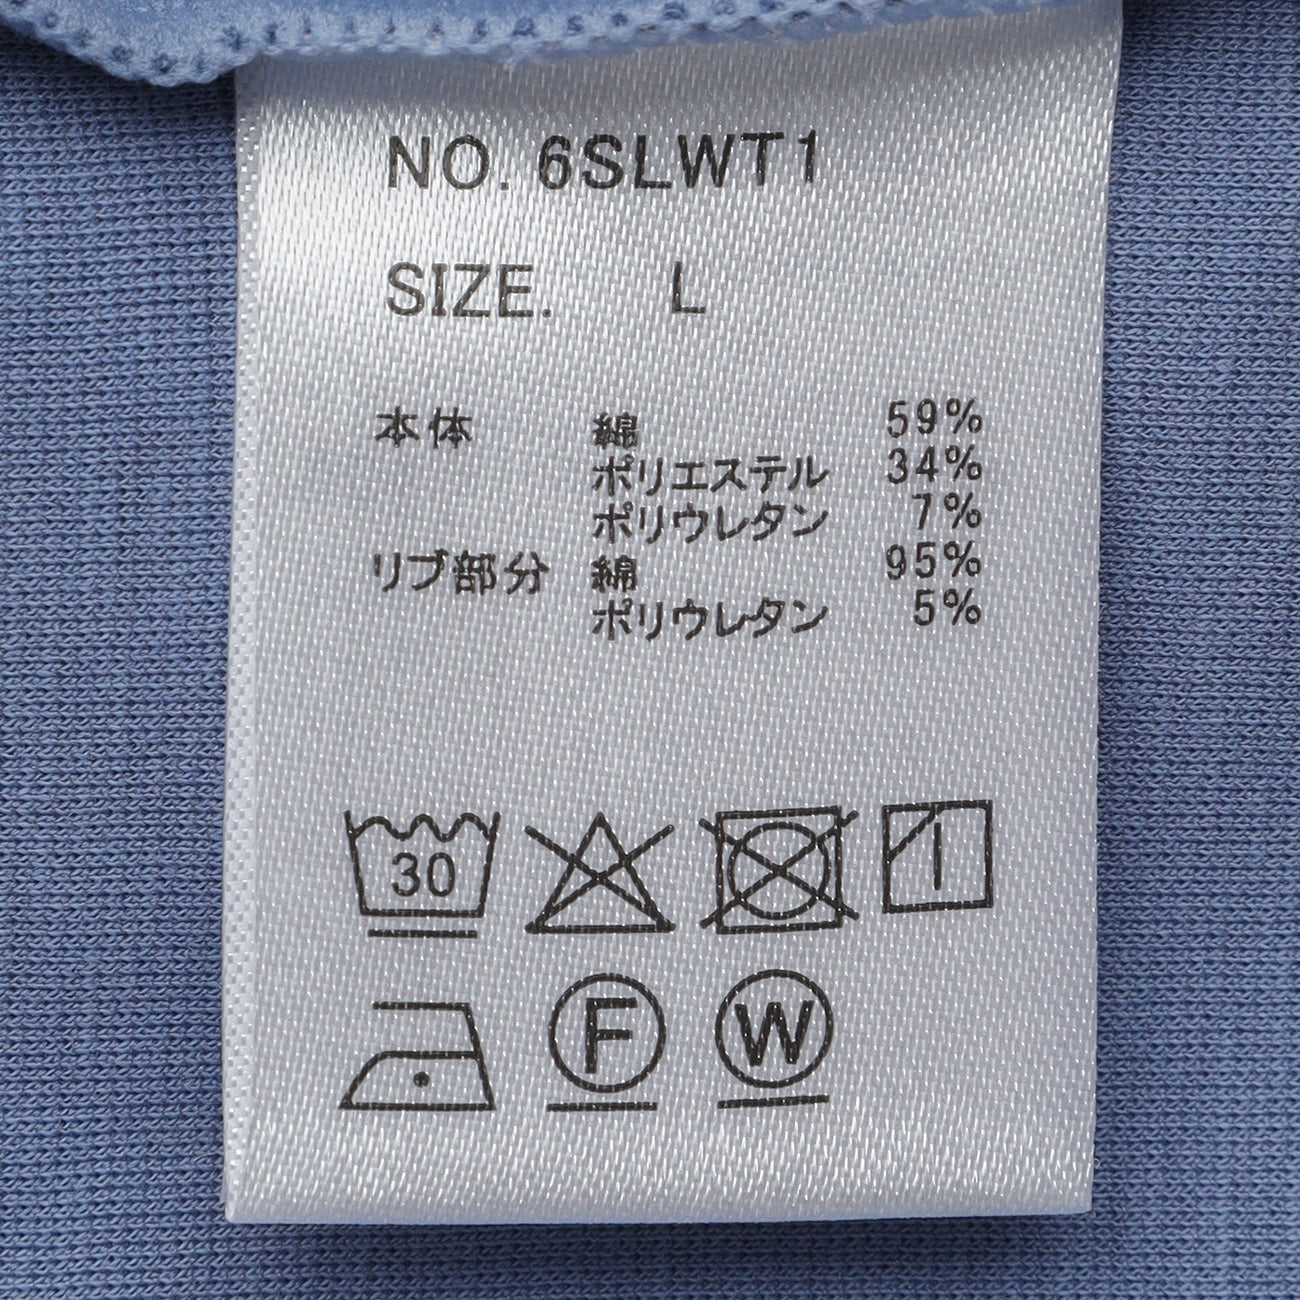 NO. 6SLWT1
SIZE. L
本体 綿 59%
ポリエステル 34%
ポリウレタン 7%
リブ部分 綿 95%
ポリウレタン 5%
30
F W